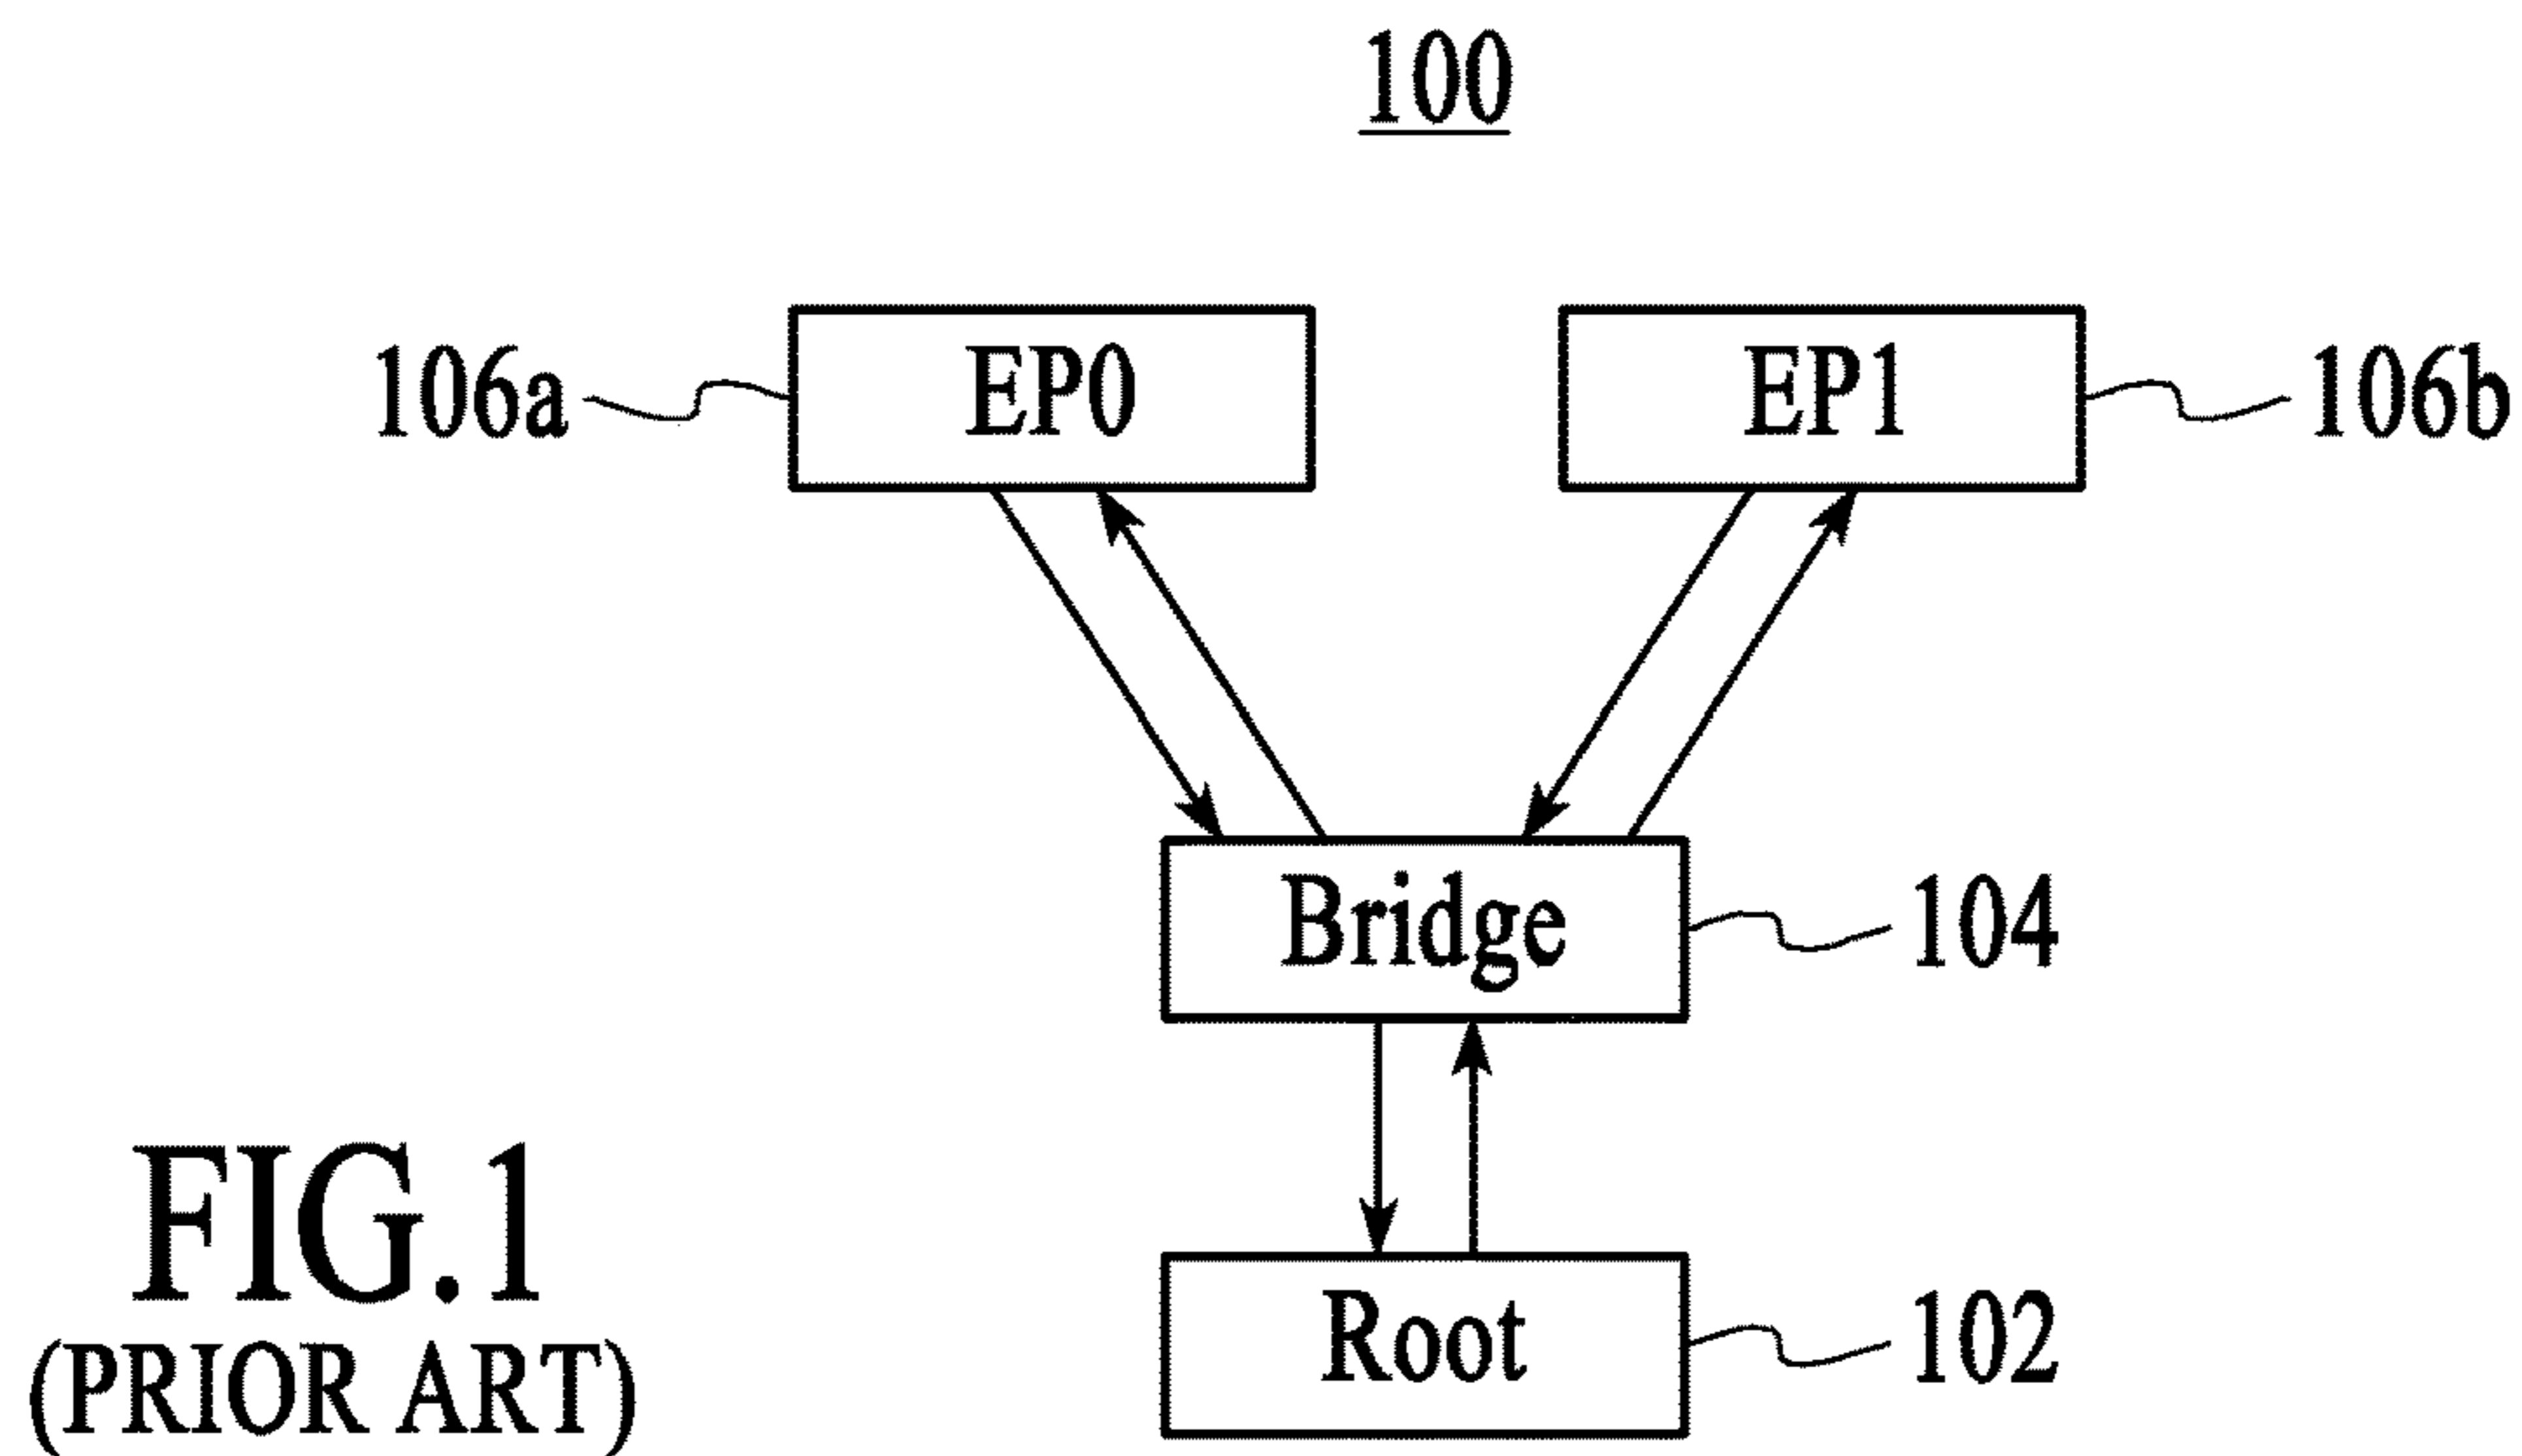 100
106a
EP0
EP1
106b
Bridge
104
Root
102
FIG.1
(PRIOR ART)